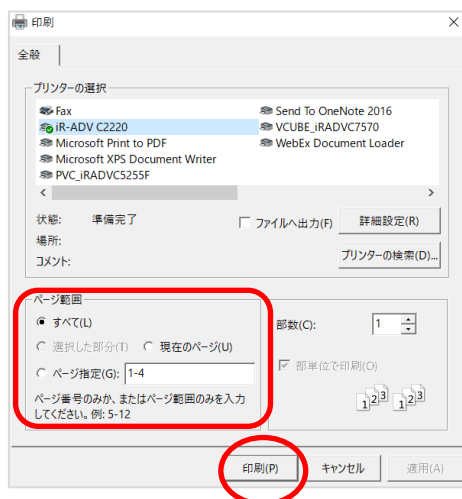 印刷
全般
プリンターの選択
Fax
iR-ADV C2220
Microsoft Print to PDF
Microsoft XPS Document Writer
PVC_iRADVC5255F
Send To OneNote 2016
VCUBE_iRADVC7570
WebEx Document Loader
状態: 準備完了
場所:
コメント:
ファイルへ出力(F)
詳細設定(R)
プリンターの検索(D)...
ページ範囲
すべて(L)
選択した部分(T) 現在のページ(U)
ページ指定(G): 1-4
ページ番号のみか、またはページ範囲のみを入力
してください。例: 5-12
部数(C): 1
部単位で印刷(O)
1 2 3 1 2 3
印刷(P) キャンセル 適用(A)